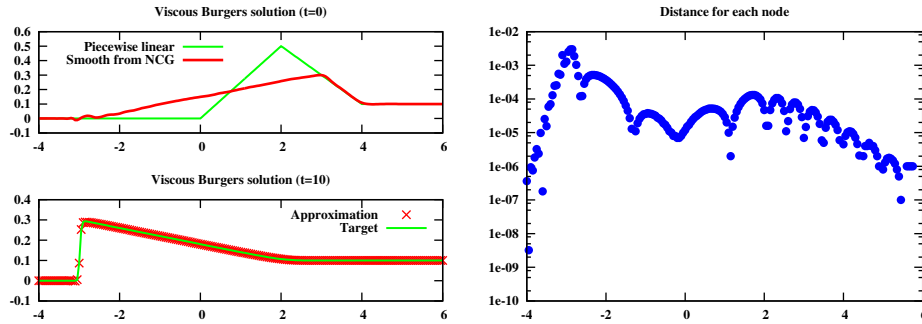 Viscous Burgers solution (t=0)
0.6
0.5
0.4
0.3
0.2
0.1
0
-0.1
Piecewise linear
Smooth from NCG
-4 -2 0 2 4 6
Viscous Burgers solution (t=10)
0.4
0.3
0.2
0.1
0
0.1
Approximation
Target
-4 -2 0 2 4 6
Distance for each node
1e-02
1e-03
1e-04
1e-05
1e-06
1e-07
1e-08
1e-09
1e-10
-4 -2 0 2 4 6